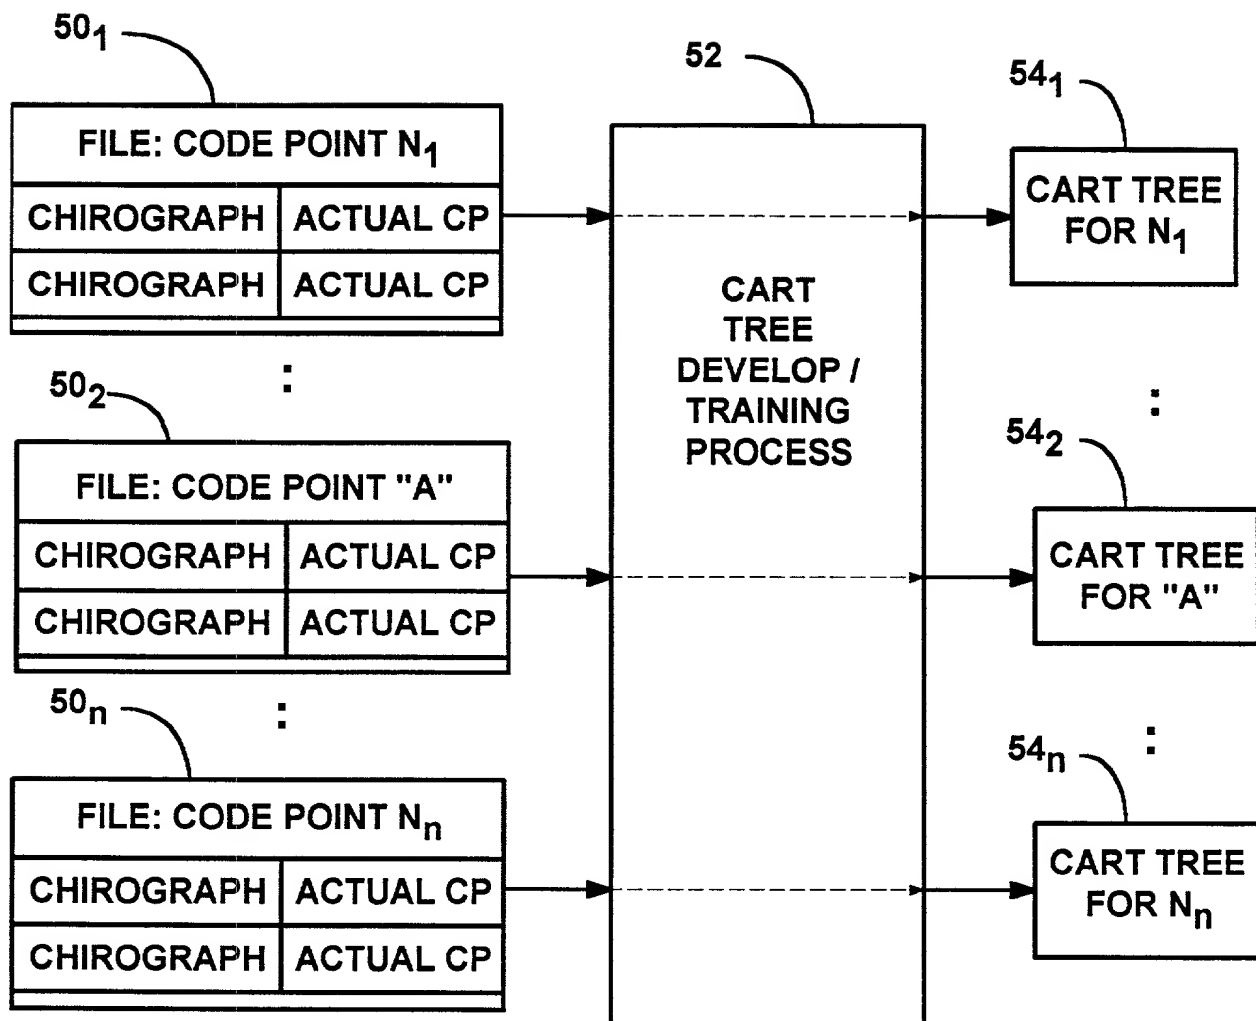 50₁
52
54₁
FILE: CODE POINT N₁
CHIROGRAPH ACTUAL CP
CHIROGRAPH ACTUAL CP
CART TREE
FOR N₁
CART
TREE
DEVELOP /
TRAINING
PROCESS
:
:
50₂
54₂
FILE: CODE POINT "A"
CHIROGRAPH ACTUAL CP
CHIROGRAPH ACTUAL CP
CART TREE
FOR "A"
:
:
50ₙ
54ₙ
FILE: CODE POINT Nₙ
CHIROGRAPH ACTUAL CP
CHIROGRAPH ACTUAL CP
CART TREE
FOR Nₙ